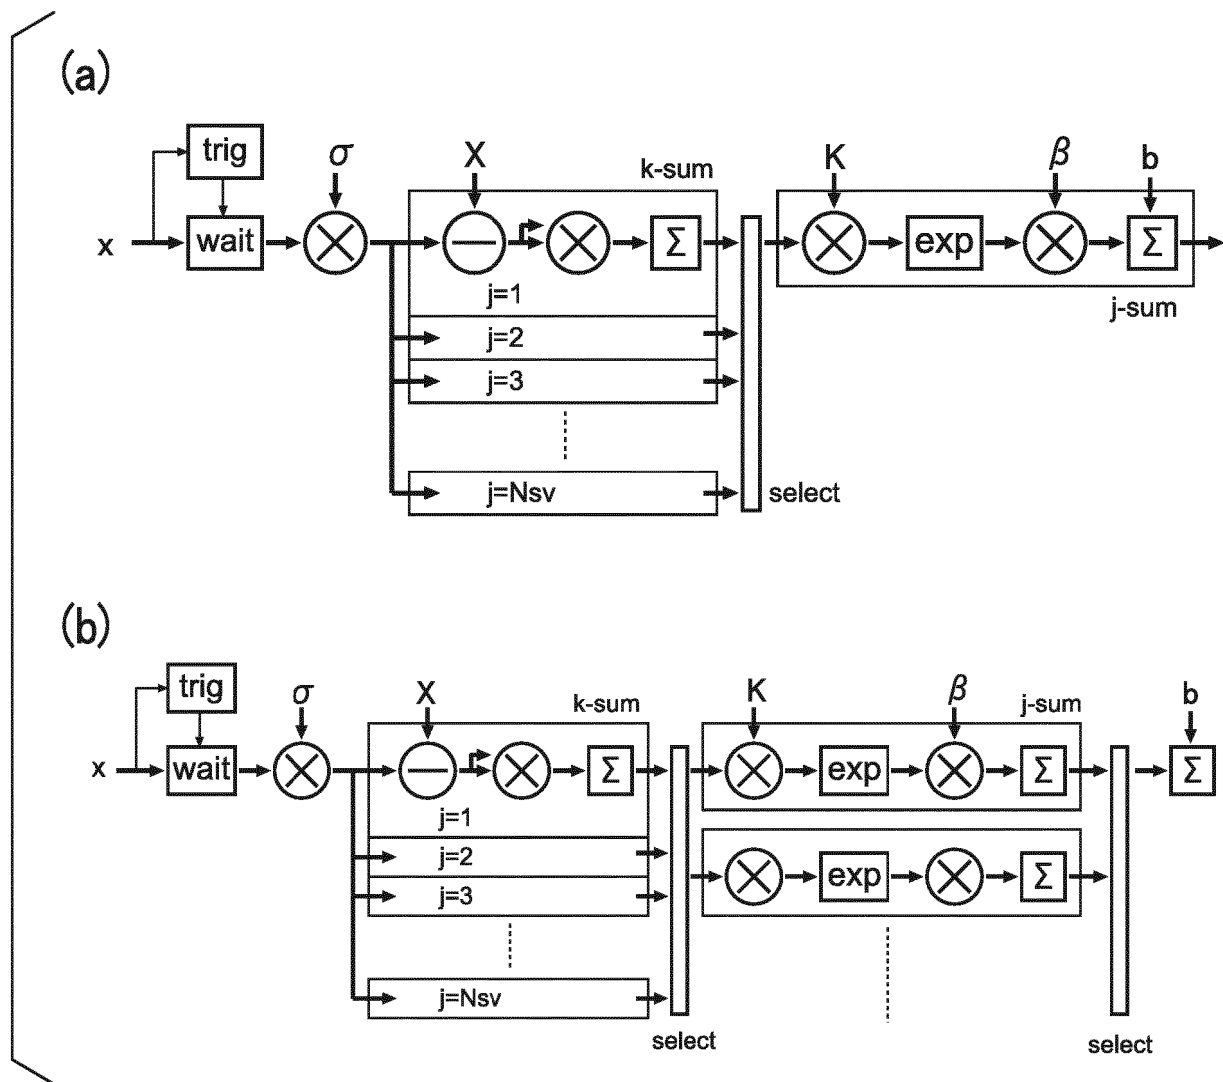 (a)
trig
σ
X
k-sum
K
β
b
x
wait
Σ
exp
Σ
j=1
j-sum
j=2
j=3
j=Nsv
select
(b)
trig
σ
X
k-sum
K
β
j-sum
b
x
wait
Σ
exp
Σ
Σ
j=1
j=2
exp
Σ
j=3
j=Nsv
select
select